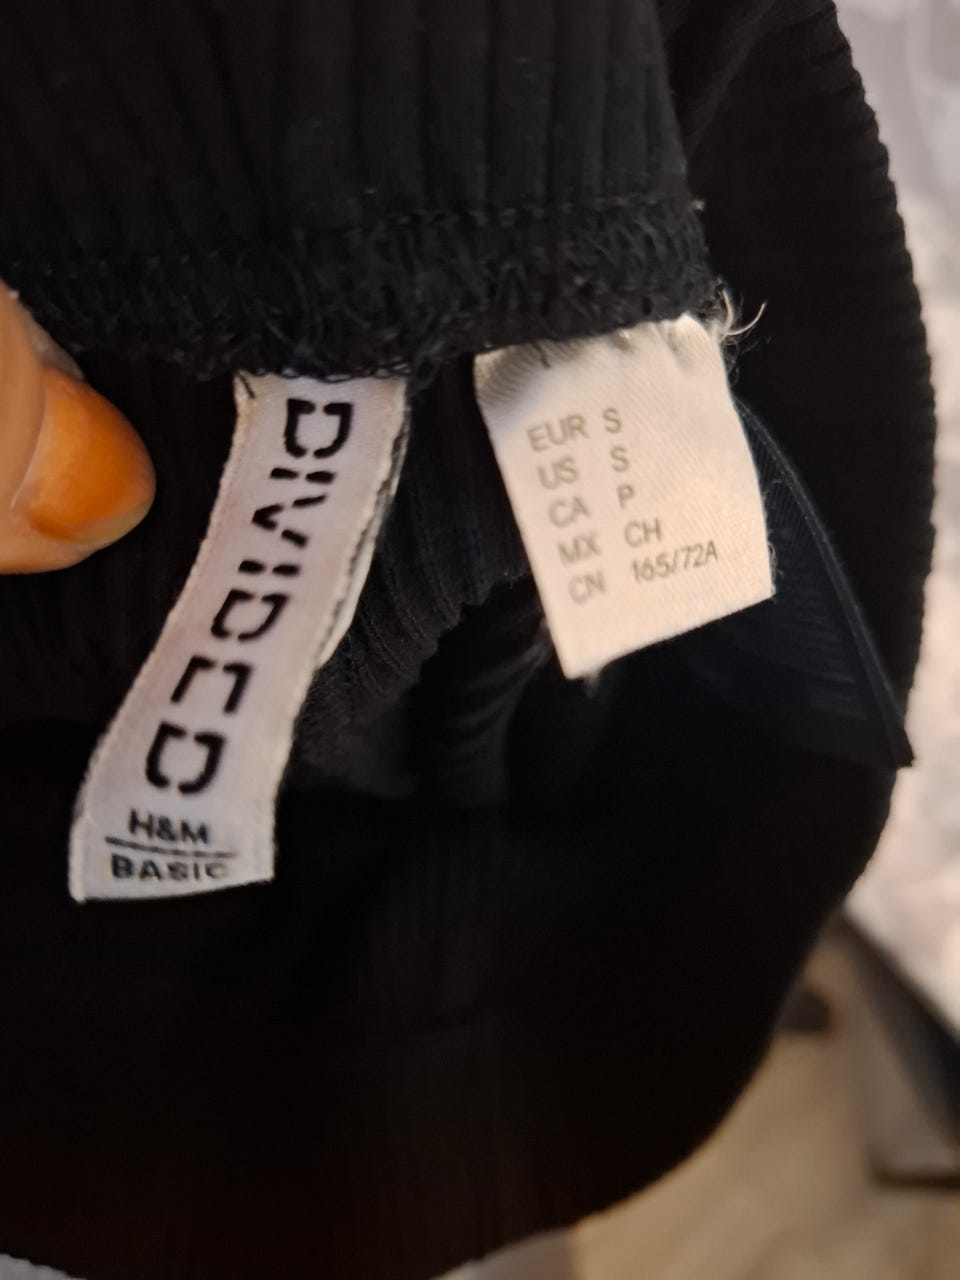 DIVIDED
H&M
BASIC
EUR S
US S
CA P
MX CH
CN 165/72A